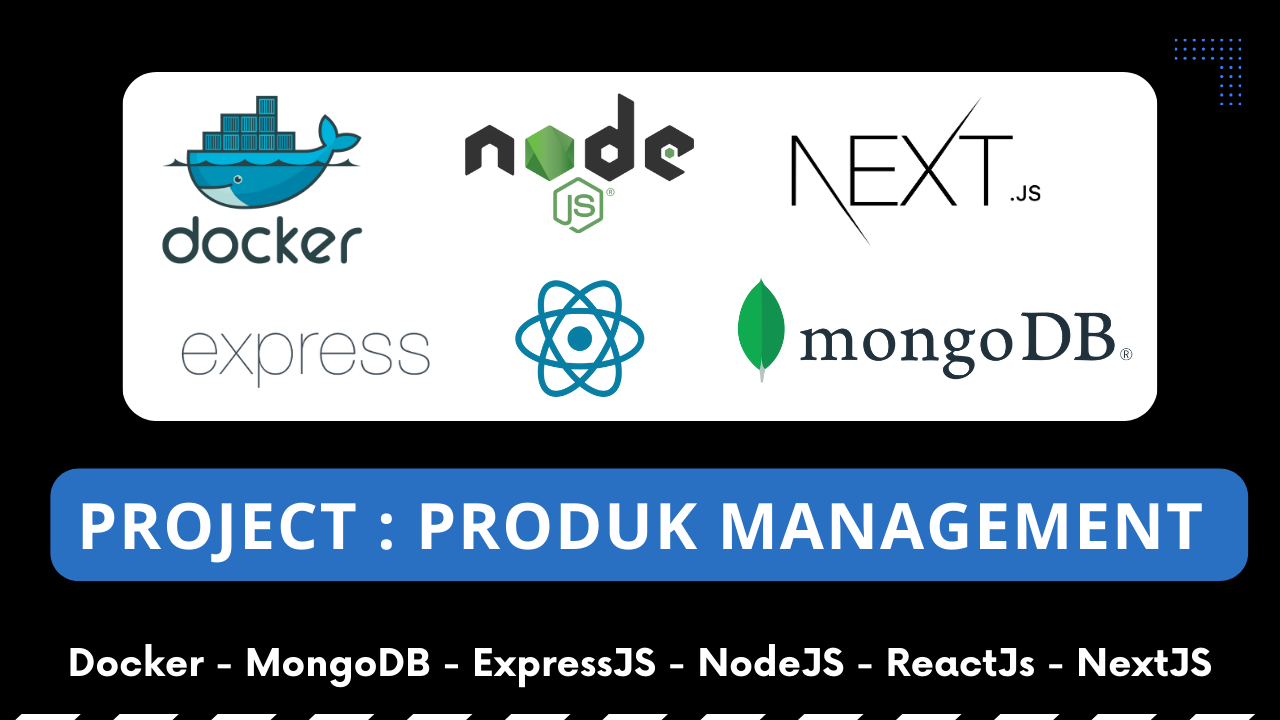 node
JS®
NEXT.JS
docker
express
mongoDB®
PROJECT : PRODUK MANAGEMENT
Docker - MongoDB - ExpressJS - NodeJS - ReactJs - NextJS